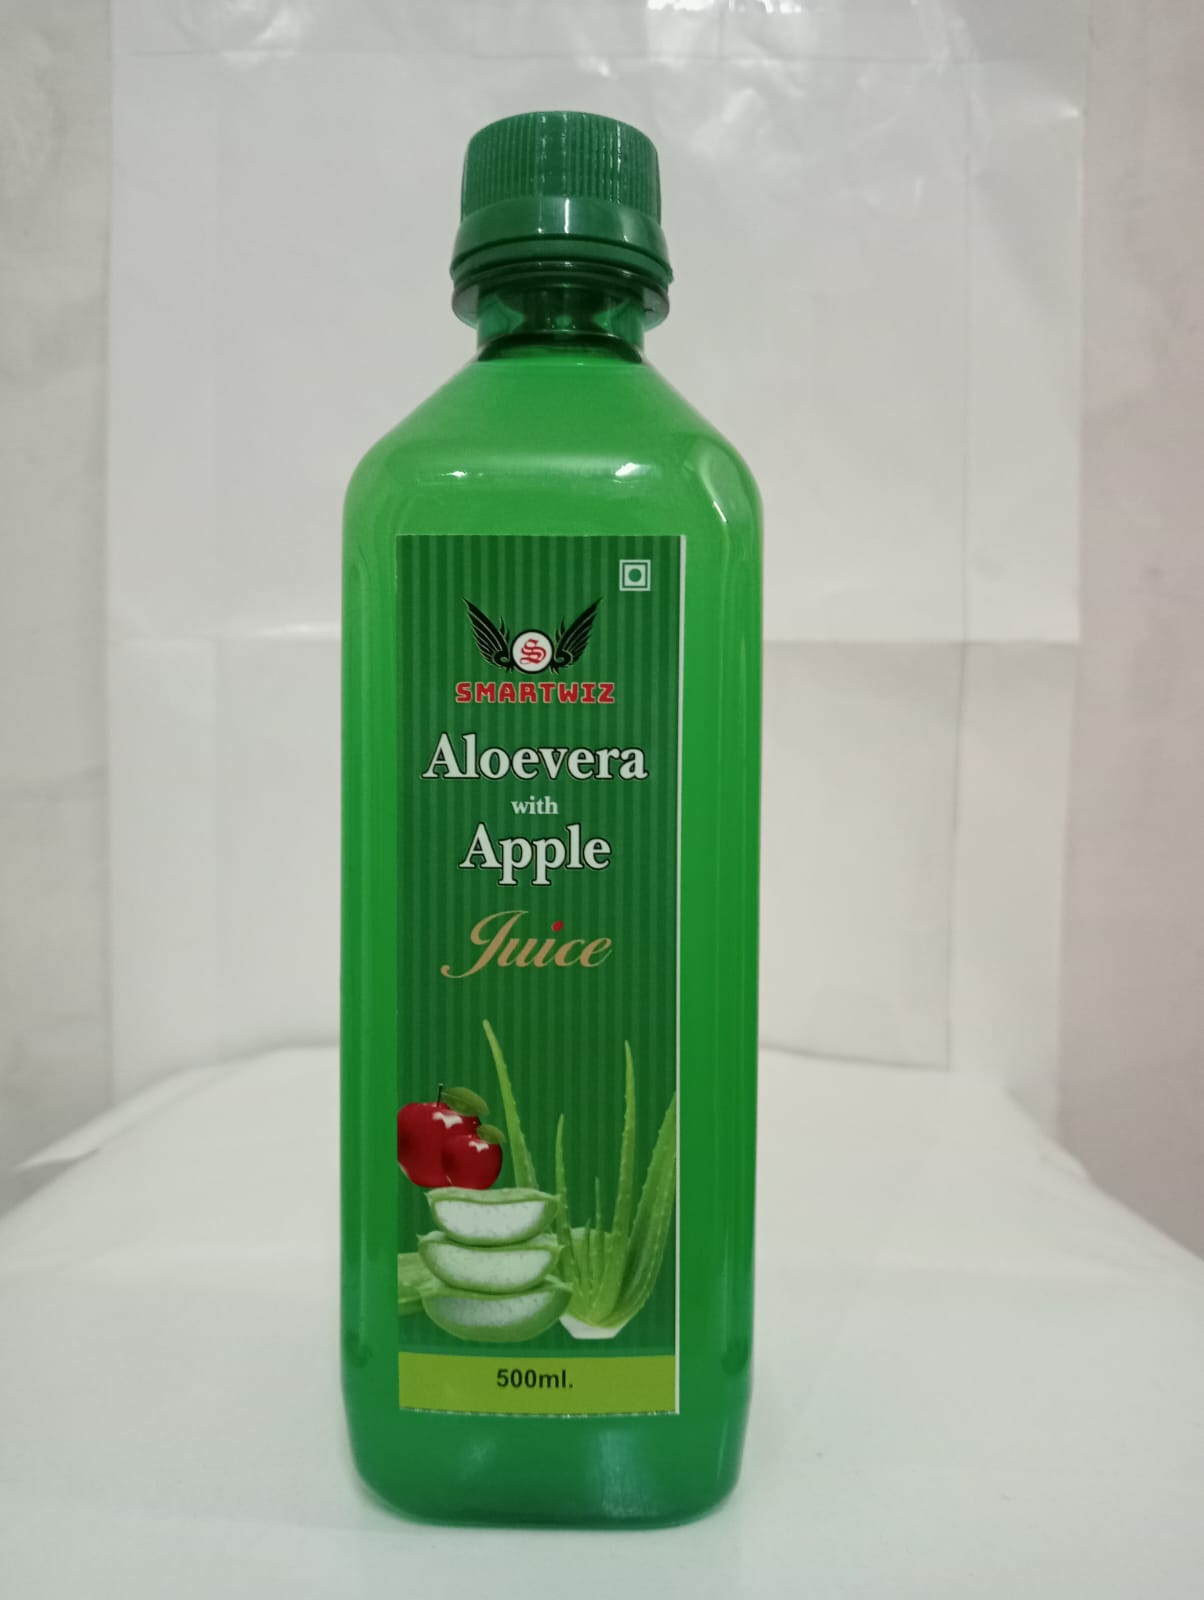 S
SMARTWIZ
Aloevera
with
Apple
Juice
500ml.